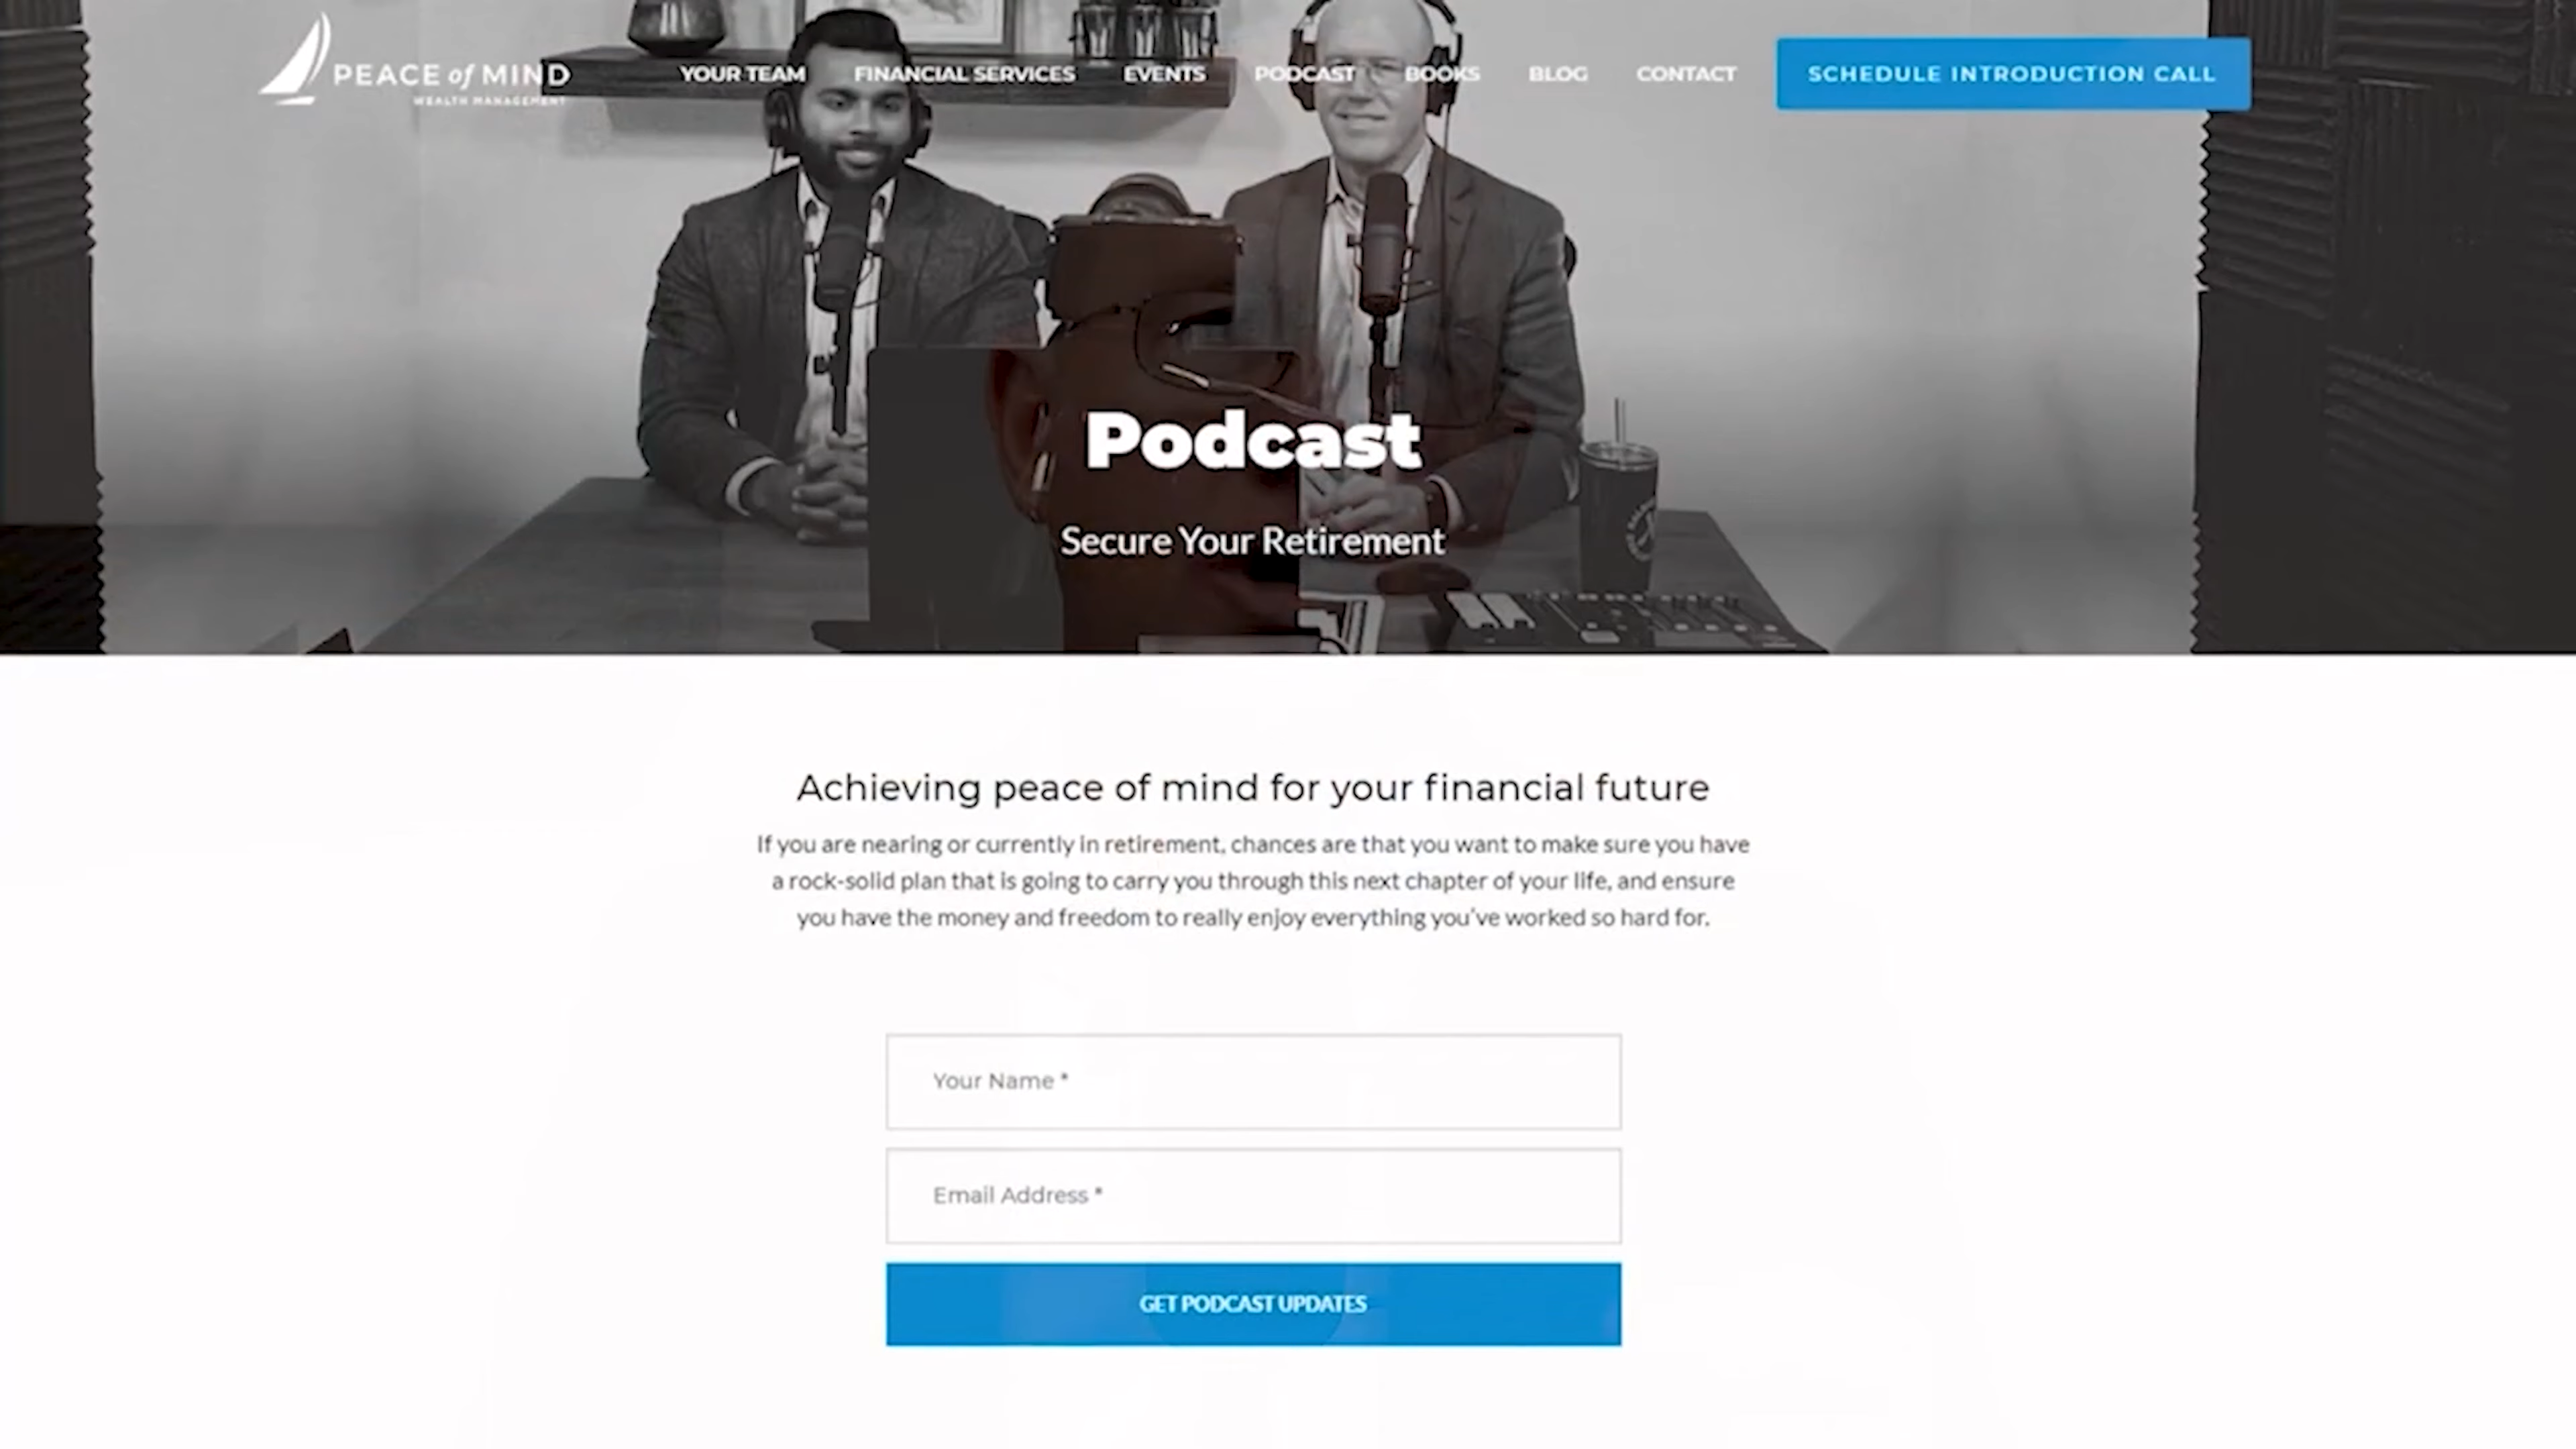 PEACE of MIND
WEALTH MANAGEMENT
YOUR TEAM
FINANCIAL SERVICES
EVENTS
PODCAST
BOOKS
BLOG
CONTACT
SCHEDULE INTRODUCTION CALL
Podcast
Secure Your Retirement
Achieving peace of mind for your financial future
If you are nearing or currently in retirement, chances are that you want to make sure you have
a rock-solid plan that is going to carry you through this next chapter of your life, and ensure
you have the money and freedom to really enjoy everything you've worked so hard for.
Your Name *
Email Address *
GET PODCAST UPDATES